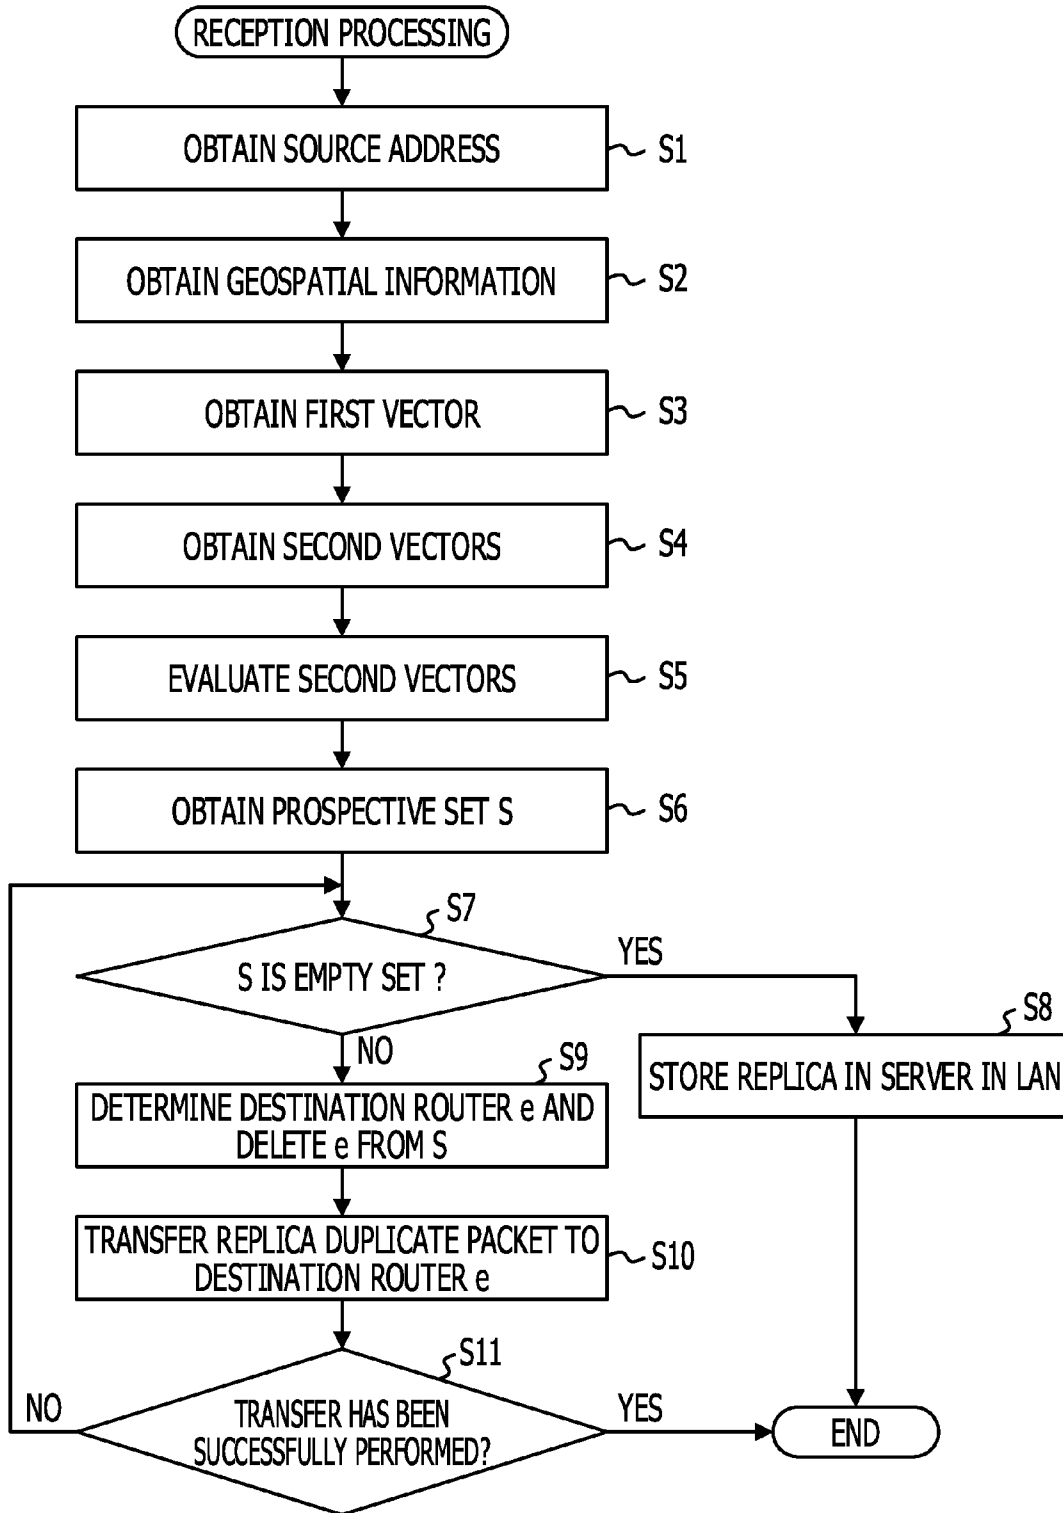 RECEPTION PROCESSING
OBTAIN SOURCE ADDRESS
S1
OBTAIN GEOSPATIAL INFORMATION
S2
OBTAIN FIRST VECTOR
S3
OBTAIN SECOND VECTORS
S4
EVALUATE SECOND VECTORS
S5
OBTAIN PROSPECTIVE SET S
S6
S7
S IS EMPTY SET ?
YES
NO
S8
STORE REPLICA IN SERVER IN LAN
S9
DETERMINE DESTINATION ROUTER e AND
DELETE e FROM S
TRANSFER REPLICA DUPLICATE PACKET TO
DESTINATION ROUTER e
S10
S11
TRANSFER HAS BEEN
SUCCESSFULLY PERFORMED?
NO
YES
END